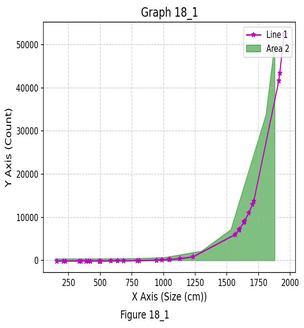 Graph 18_1
Line 1
Area 2
50000
40000
30000
20000
10000
0
Y Axis (Count)
250 500 750 1000 1250 1500 1750 2000
X Axis (Size (cm))
Figure 18_1